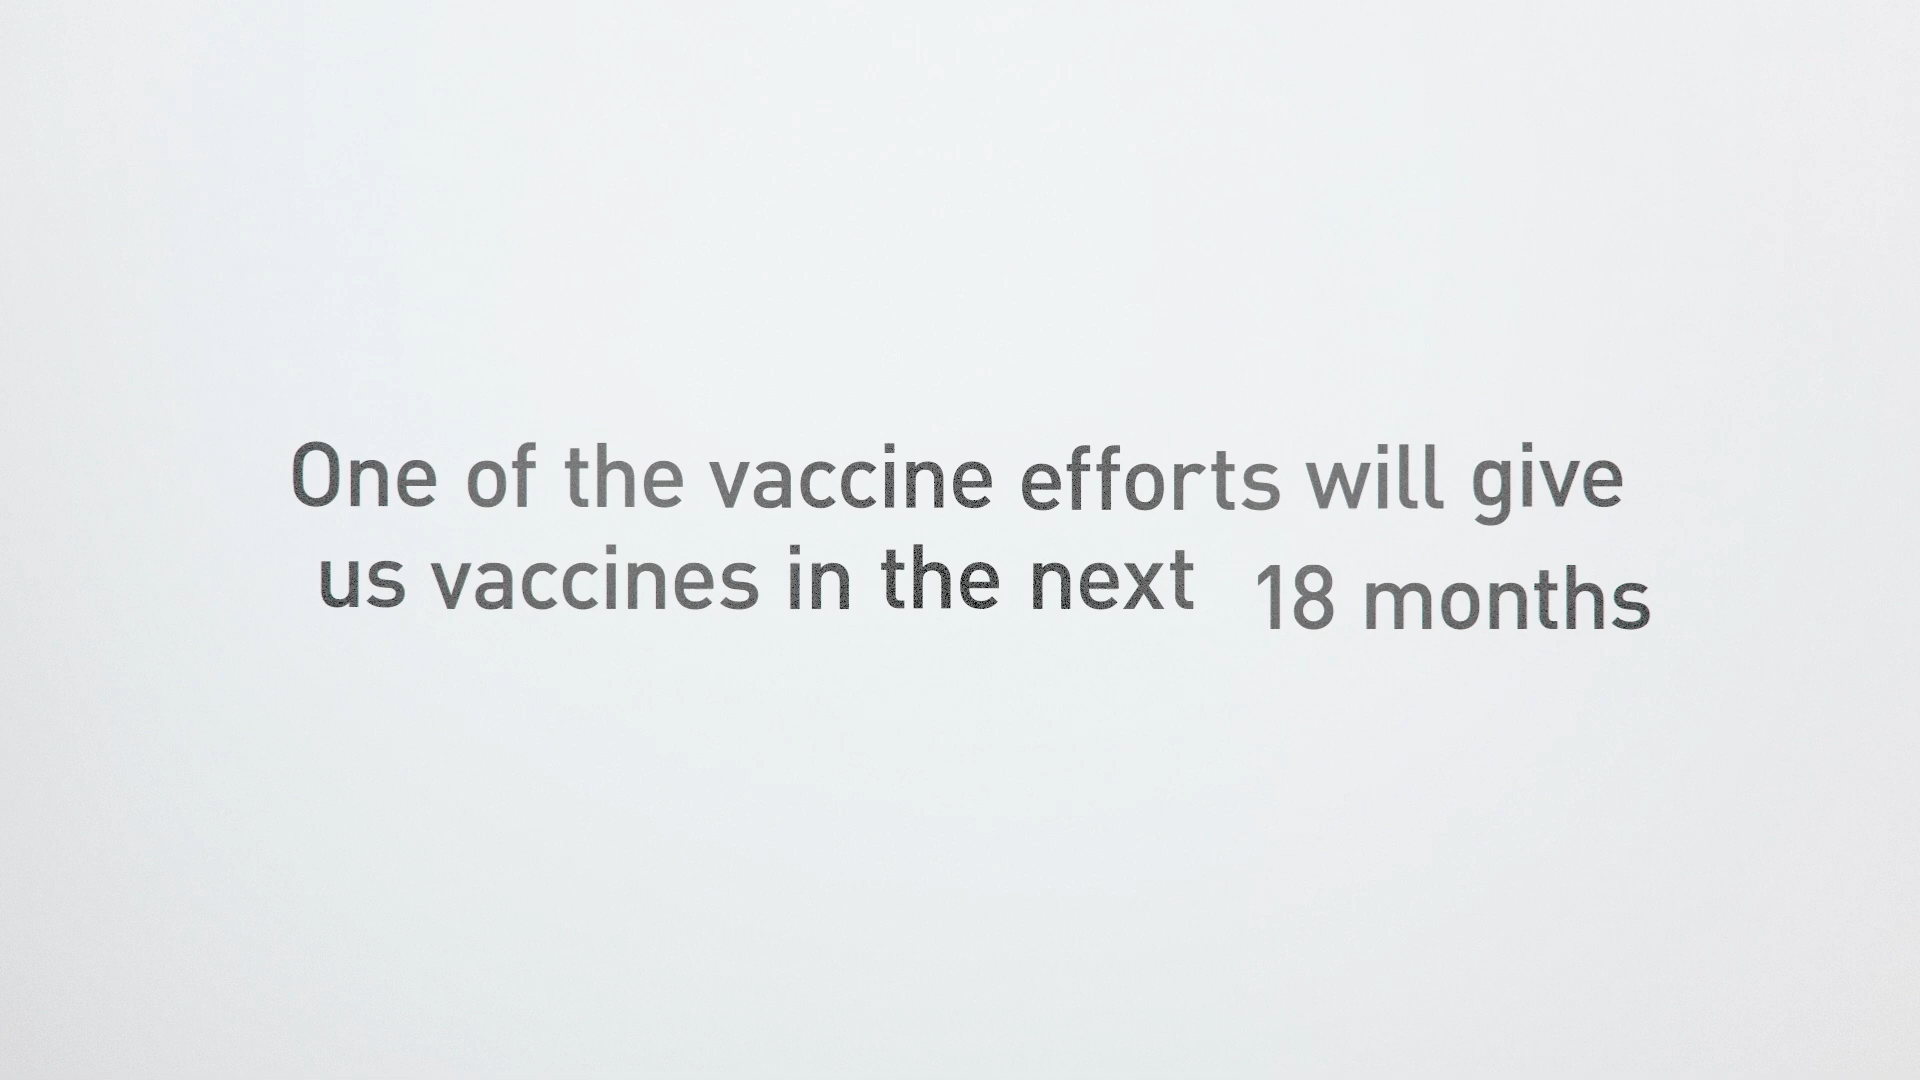 One of the vaccine efforts will give
us vaccines in the next 18 months